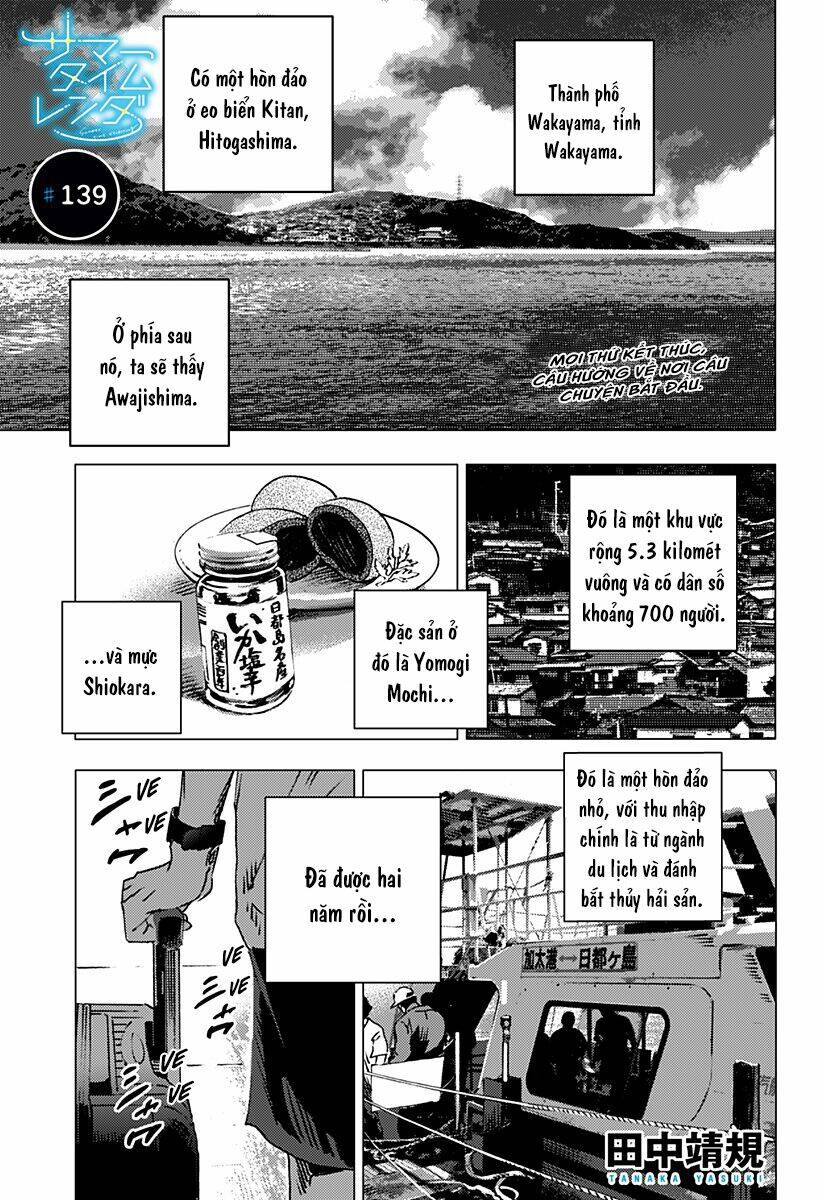 サマー
タイム
レンダ
#139
Thành phố
Wakayama, tỉnh
Wakayama.
Có một hòn đảo
ở eo biển Kitan,
Hitogashima.
Ở phía sau
nó, ta sẽ thấy
Awajishima.
MỌI THỨ KẾT THÚC,
CẬU HƯỚNG VỀ NƠI CÂU
CHUYỆN BẮT ĐẦU.
Đó là một khu vực
rộng 5.3 kilomét
vuông và có dân số
khoảng 700 người.
Đặc sản ở
đó là Yomogi
Mochi...
...và mực
Shiokara.
日都島名産
いか塩辛
Đó là một hòn đảo
nhỏ, với thu nhập
chính là từ ngành
du lịch và đánh
bắt thủy hải sản.
加太港↔日都ヶ島
Đã được hai
năm rồi...
VE
VE
VE
VE
VE
VE
VE
VE
VE
田中靖規
TANAKA YASUKI